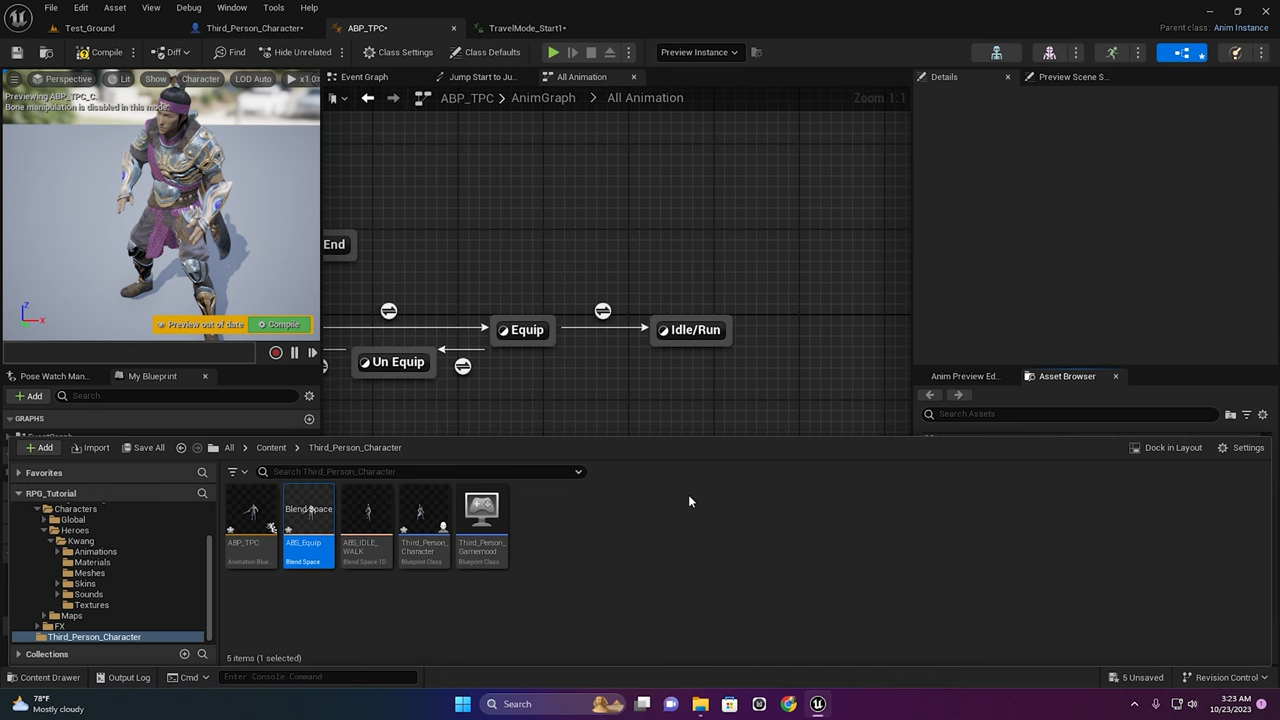 File Edit Asset View Debug Window Tools Help
Test_Ground Third_Person_Character• ABP_TPC• TravelMode_Start1• Parent class: Anim Instance
Compile Diff Find Hide Unrelated Class Settings Class Defaults Preview Instance
Perspective Lit Show Character LOD Auto x1.0
Previewing ABP_TPC_C.
Bone manipulation is disabled in this mode.
Event Graph Jump Start to Ju... All Animation Details Preview Scene S...
ABP_TPC > AnimGraph > All Animation Zoom 1:1
End
Equip Idle/Run
Un Equip
Preview out of date Compile
Pose Watch Man... My Blueprint
Anim Preview Ed... Asset Browser
Add Search
Search Assets
GRAPHS
Add Import Save All All Content Third_Person_Character Dock in Layout Settings
Favorites
Search Third_Person_Character
RPG_Tutorial
Characters
Global
Heroes
Kwang
Animations
Materials
Meshes
Skins
Sounds
Textures
Maps
FX
Third_Person_Character
Collections
Blend Space
ABP_TPC ABS_Equip ABS_IDLE_WALK Third_Person_Character Third_Person_Gamemood
Animation Blue... Blend Space Blend Space 1D Blueprint Class Blueprint Class
5 items (1 selected)
Content Drawer Output Log Cmd Enter Console Command 5 Unsaved Revision Control
78°F
Mostly cloudy
Search
3:23 AM
10/23/2023